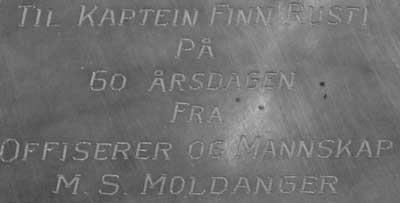 TIL KAPTEIN FINN RUSTI
PÅ
60 ÅRSDAGEN
FRA
OFFISERER OG MANNSKAP
M. S. MOLDANGER